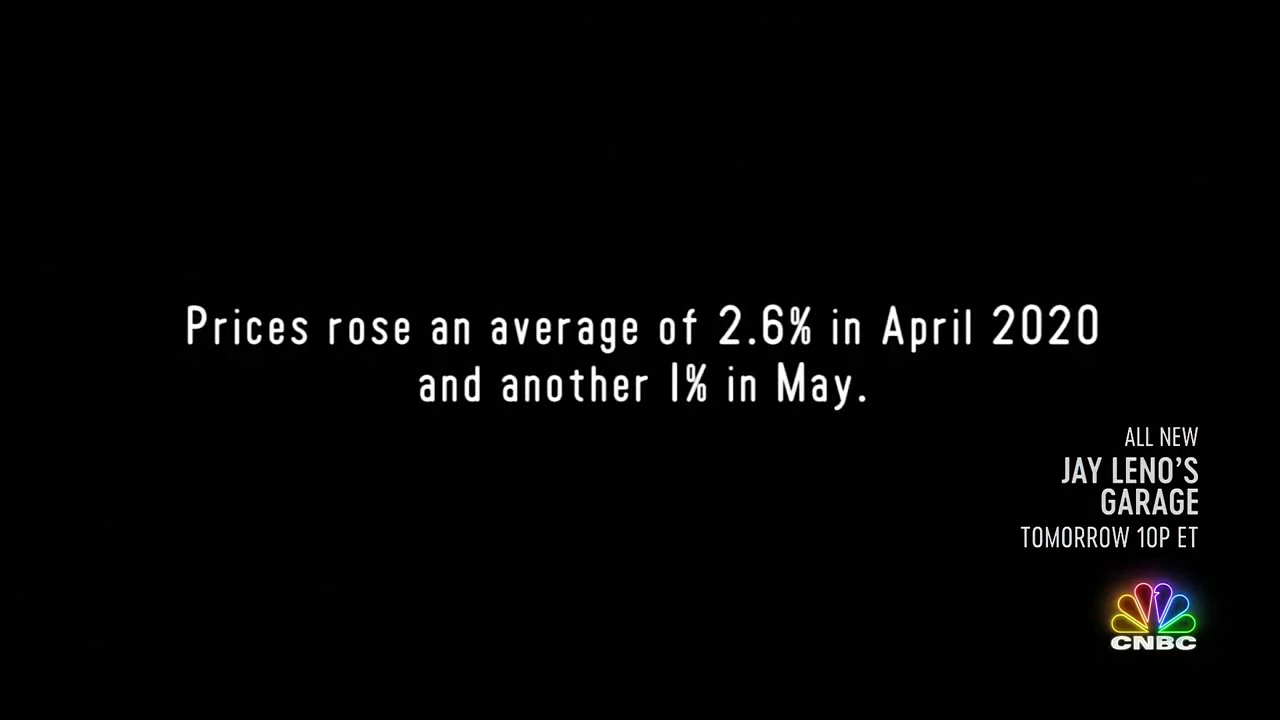 Prices rose an average of 2.6% in April 2020
and another 1% in May.
ALL NEW
JAY LENO'S
GARAGE
TOMORROW 10P ET
CNBC